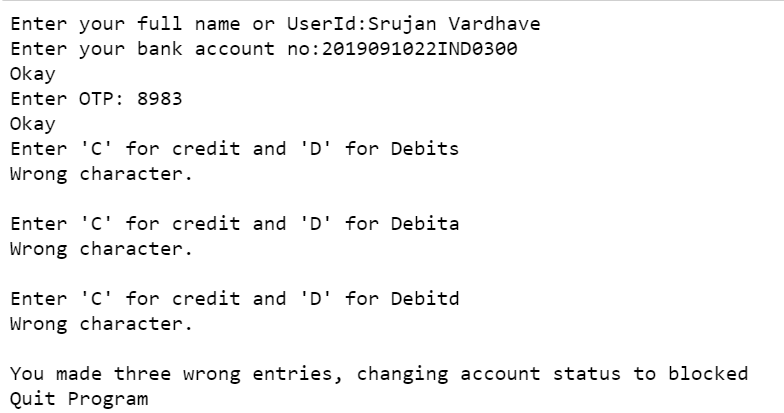 Enter your full name or UserId:Srujan Vardhave
Enter your bank account no:2019091022IND0300
Okay
Enter OTP: 8983
Okay
Enter 'C' for credit and 'D' for Debits
Wrong character.
Enter 'C' for credit and 'D' for Debita
Wrong character.
Enter 'C' for credit and 'D' for Debitd
Wrong character.
You made three wrong entries, changing account status to blocked
Quit Program